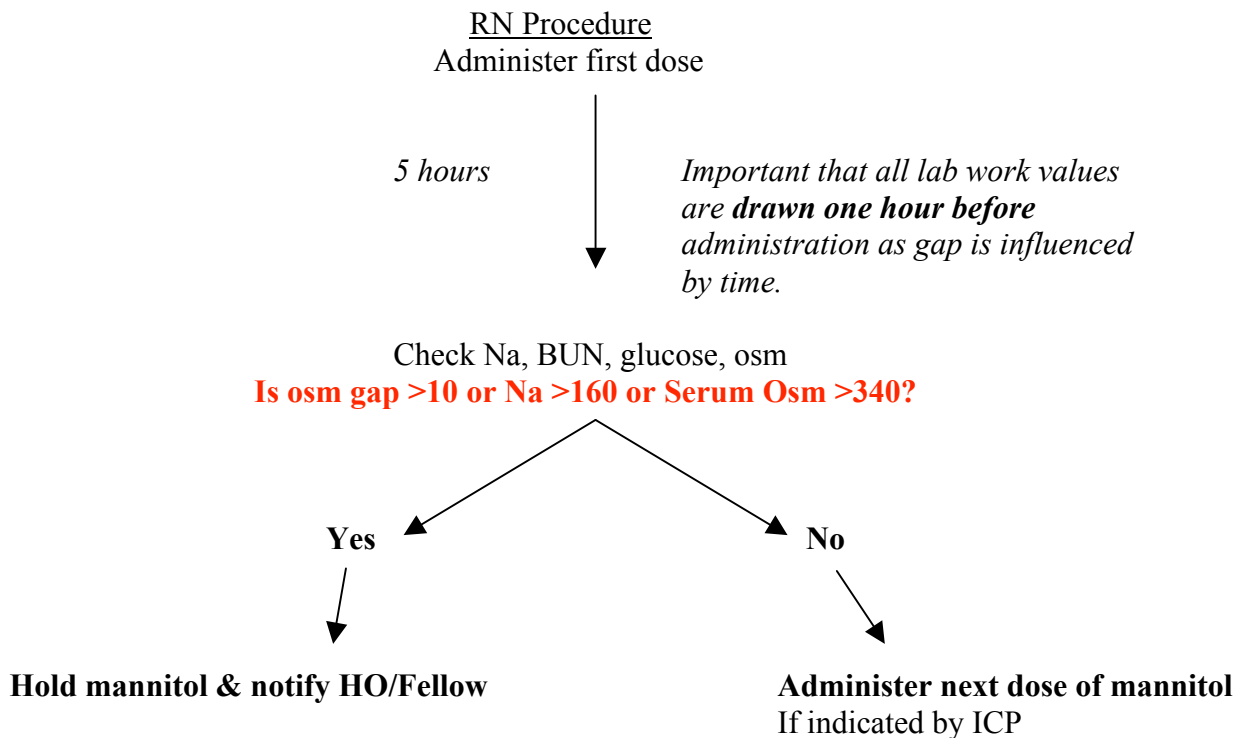 RN Procedure
Administer first dose
5 hours
Important that all lab work values
are drawn one hour before
administration as gap is influenced
by time.
Check Na, BUN, glucose, osm
Is osm gap >10 or Na >160 or Serum Osm >340?
Yes
No
Hold mannitol & notify HO/Fellow
Administer next dose of mannitol
If indicated by ICP